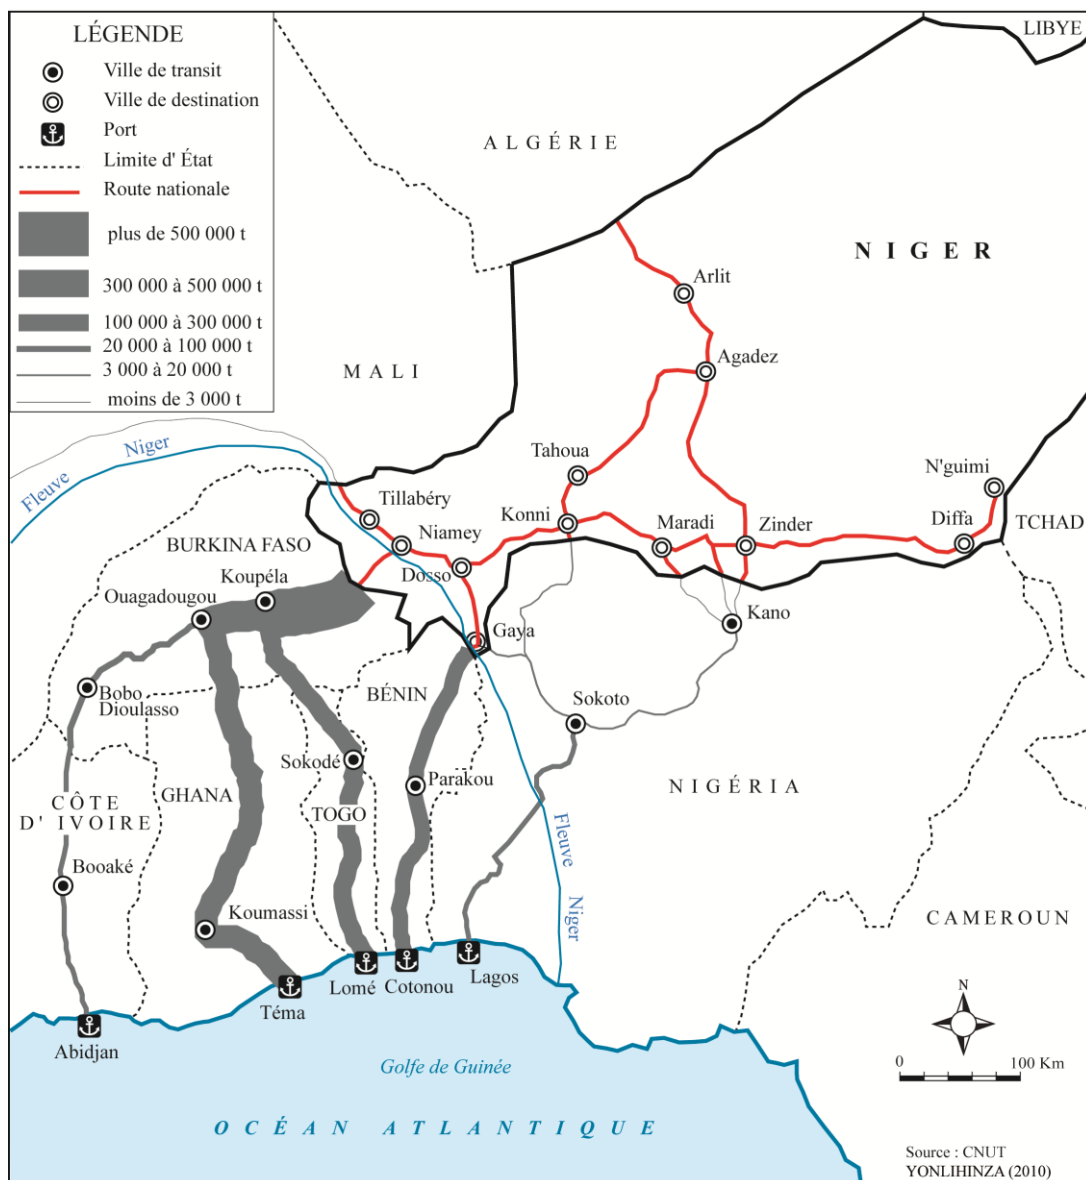 LÉGENDE
Ville de transit
Ville de destination
Port
Limite d' État
Route nationale
plus de 500 000 t
300 000 à 500 000 t
100 000 à 300 000 t
20 000 à 100 000 t
3 000 à 20 000 t
moins de 3 000 t
LIBYE
ALGÉRIE
NIGER
Arlit
Agadez
MALI
Fleuve
Niger
Tahoua
N'guimi
Tillabéry
Konni
Maradi
Zinder
Diffa
TCHAD
Niamey
BURKINA FASO
Koupéla
Dosso
Ouagadougou
Gaya
Kano
Bobo
Dioulasso
BÉNIN
Sokoto
Sokodé
Parakou
NIGÉRIA
CÔTE
D' IVOIRE
GHANA
TOGO
Fleuve
Niger
Booaké
Koumassi
CAMEROUN
Lomé
Cotonou
Lagos
Téma
Abidjan
N
0
100 Km
Golfe de Guinée
OCÉAN ATLANTIQUE
Source : CNUT
YONLIHINZA (2010)